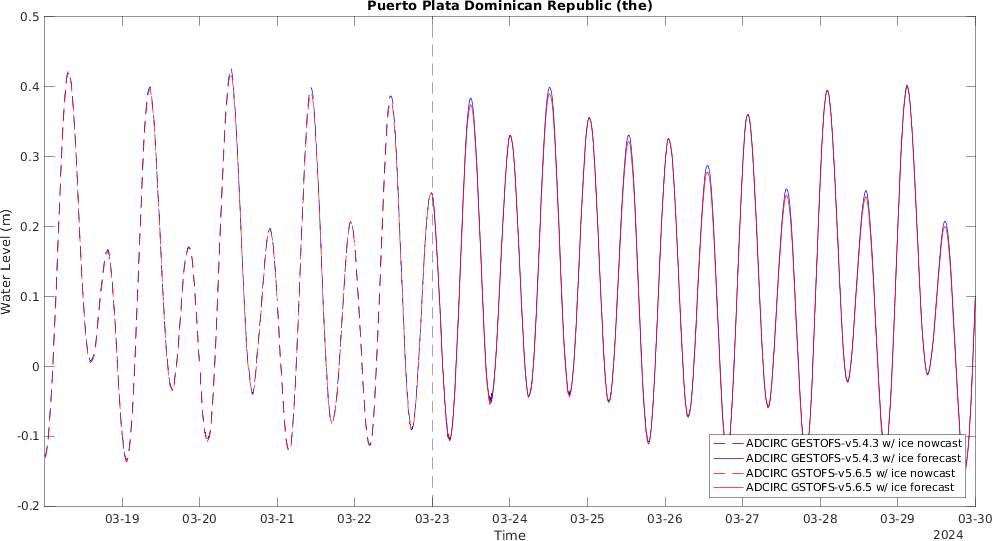 Puerto Plata Dominican Republic (the)
0.5
0.4
0.3
0.2
0.1
0
-0.1
-0.2
Water Level (m)
ADCIRC GESTOFS-v5.4.3 w/ ice nowcast
ADCIRC GESTOFS-v5.4.3 w/ ice forecast
ADCIRC GSTOFS-v5.6.5 w/ ice nowcast
ADCIRC GSTOFS-v5.6.5 w/ ice forecast
03-19 03-20 03-21 03-22 03-23 03-24 03-25 03-26 03-27 03-28 03-29 03-30
Time
2024